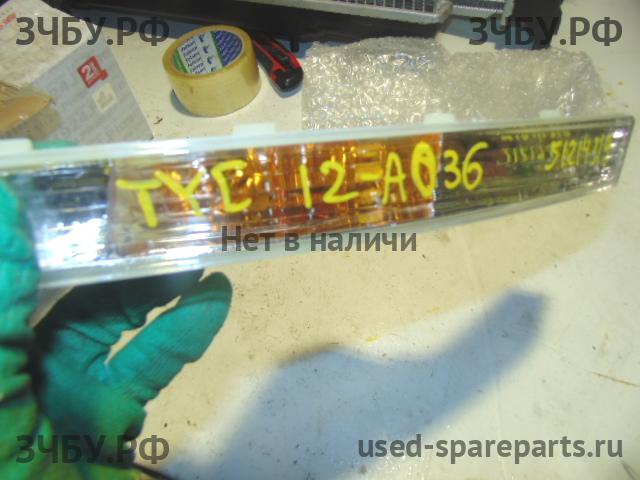 ЗЧБУ.РФ
ЗЧБУ.РФ
TYC 12-A036
Нет в наличи
ЗЧБУ.РФ
used-spareparts.ru